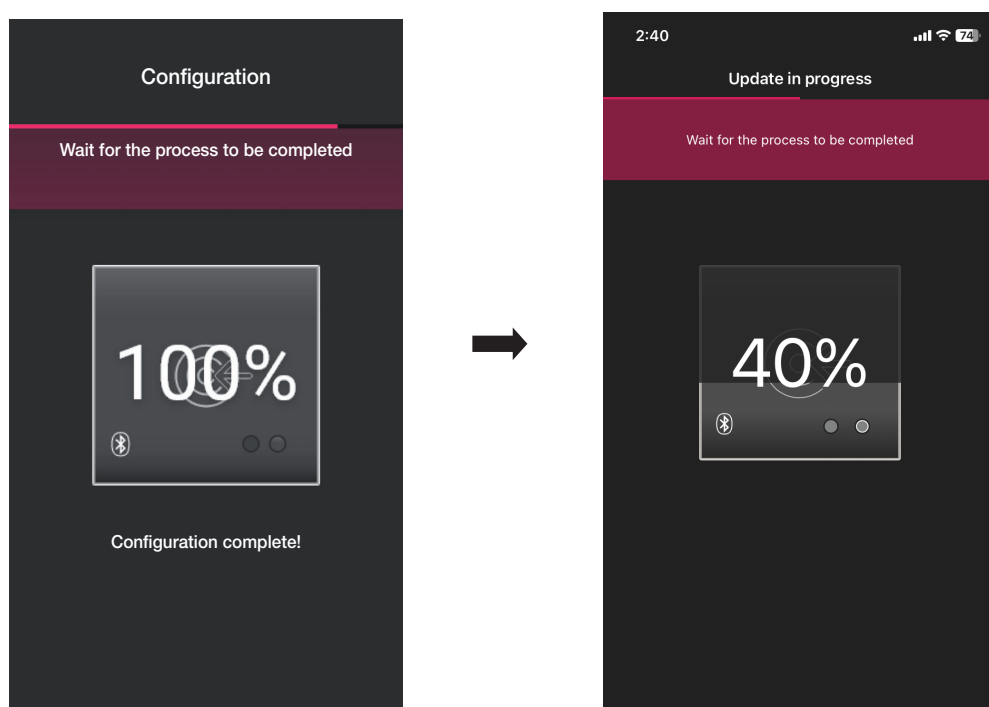 Configuration
Wait for the process to be completed
100%
Configuration complete!
2:40
74
Update in progress
Wait for the process to be completed
40%